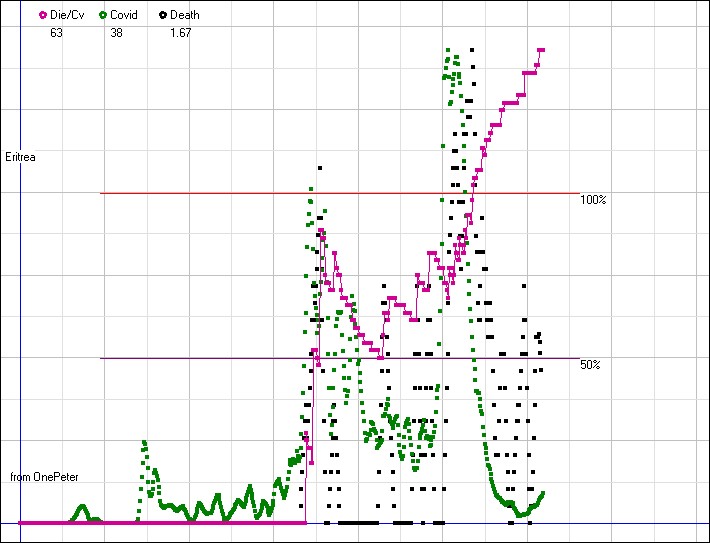 Die/Cv Covid Death
63 38 1.67
Eritrea
100%
50%
from OnePeter